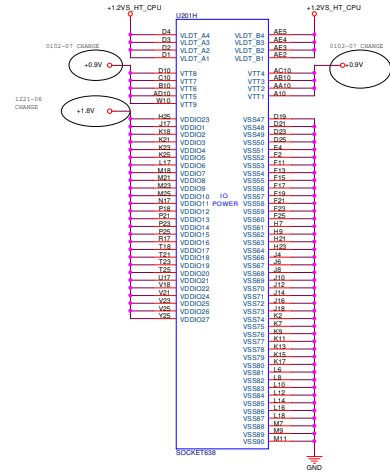 +1.2VS_HT_CPU +1.2VS_HT_CPU
U201H
D4 VLDT_A4 VLDT_B4 AE5
D3 VLDT_A3 VLDT_B3 AE4
D2 VLDT_A2 VLDT_B2 AE3
D1 VLDT_A1 VLDT_B1 AE2
0102-07 CHANGE 0102-07 CHANGE
+0.9V +0.9V
D10 VTT8 VTT4 AC10
C10 VTT7 VTT3 AB10
B10 VTT6 VTT2 AA10
AD10 VTT5 VTT1 A10
W10 VTT9
1221-06
CHANGE
+1.8V
H25 VDDIO23 VSS47 D19
J17 VDDIO1 VSS48 D21
K18 VDDIO2 VSS49 D23
K21 VDDIO3 VSS50 D25
K23 VDDIO4 VSS51 E4
K25 VDDIO5 VSS52 F2
L17 VDDIO6 VSS53 F11
M18 VDDIO7 VSS54 F13
M21 VDDIO8 VSS55 F15
M23 VDDIO9 VSS56 F17
M25 VDDIO10 IO VSS57 F19
N17 VDDIO11 POWER VSS58 F21
P18 VDDIO12 VSS59 F23
P21 VDDIO13 VSS60 F25
P23 VDDIO14 VSS61 H7
P25 VDDIO15 VSS62 H9
R17 VDDIO16 VSS63 H21
T18 VDDIO17 VSS64 H23
T21 VDDIO18 VSS66 J4
T23 VDDIO19 VSS67 J6
T25 VDDIO20 VSS68 J8
U17 VDDIO21 VSS69 J10
V18 VDDIO22 VSS70 J12
V21 VDDIO24 VSS71 J14
V23 VDDIO25 VSS72 J16
V25 VDDIO26 VSS73 J18
Y25 VDDIO27 VSS74 K2
VSS75 K7
VSS76 K9
VSS77 K11
VSS78 K13
VSS79 K15
VSS80 K17
VSS81 L6
VSS82 L8
VSS83 L10
VSS84 L12
VSS85 L14
VSS86 L16
VSS87 L18
VSS88 M7
VSS89 M9
VSS90 M11
SOCKET638
GND